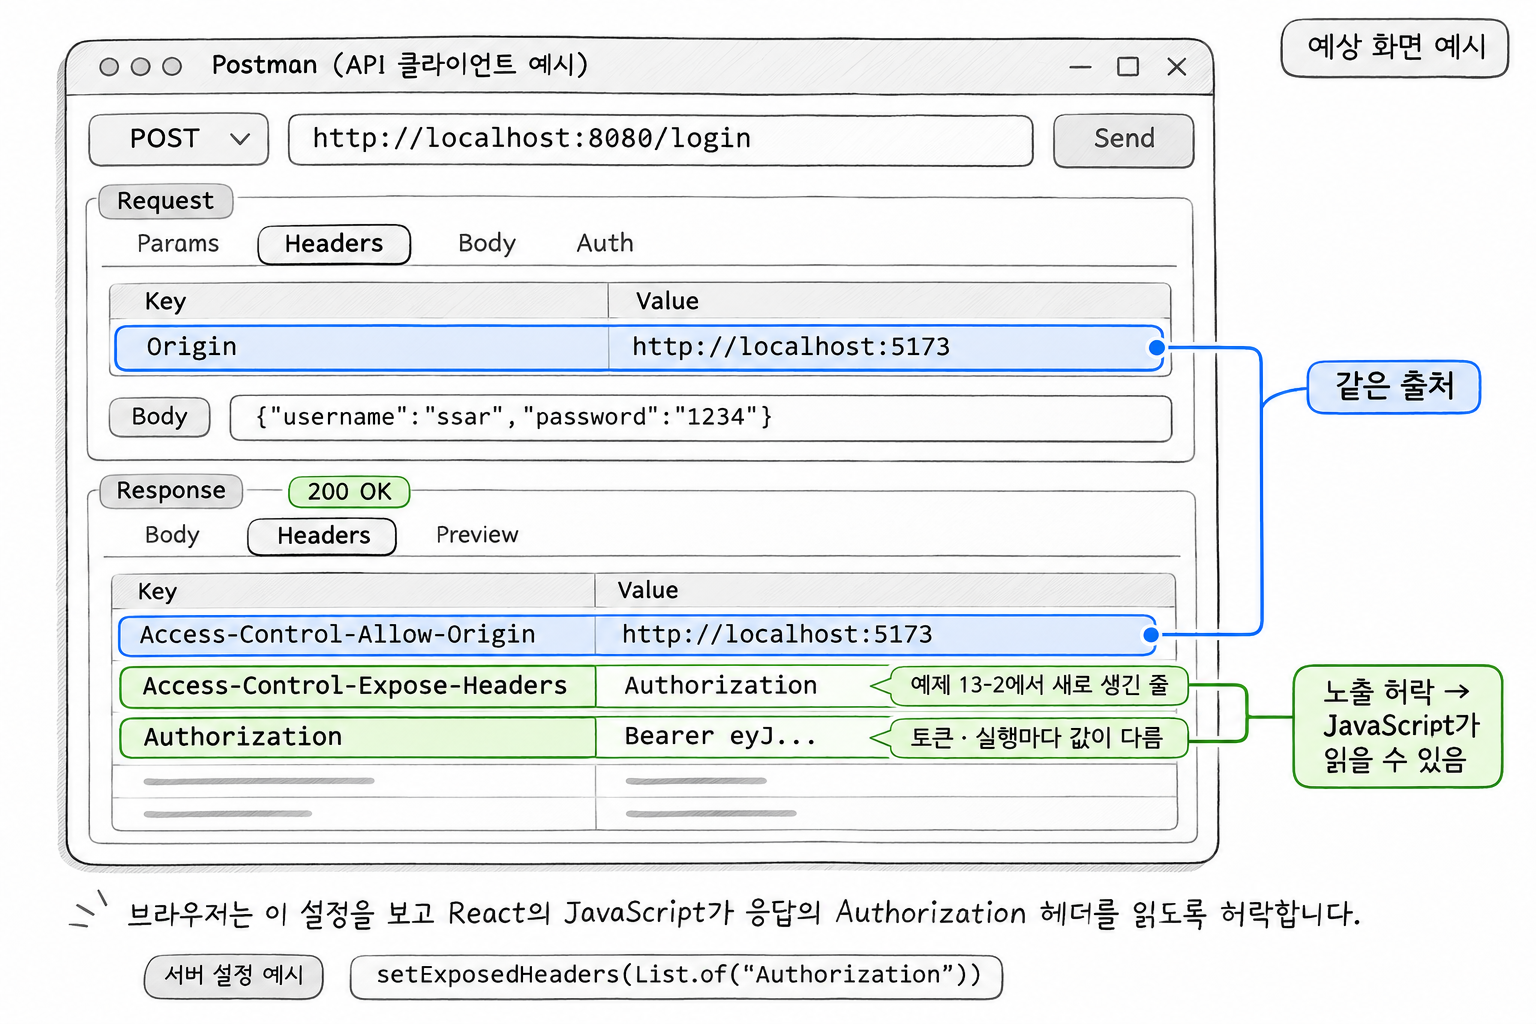 예상 화면 예시
Postman (API 클라이언트 예시)
POST http://localhost:8080/login Send
Request
Params Headers Body Auth
Key Value
Origin http://localhost:5173
같은 출처
Body {"username":"ssar","password":"1234"}
Response 200 OK
Body Headers Preview
Key Value
Access-Control-Allow-Origin http://localhost:5173
Access-Control-Expose-Headers Authorization 예제 13-2에서 새로 생긴 줄
Authorization Bearer eyJ... 토큰 · 실행마다 값이 다름
노출 허락 →
JavaScript가
읽을 수 있음
브라우저는 이 설정을 보고 React의 JavaScript가 응답의 Authorization 헤더를 읽도록 허락합니다.
서버 설정 예시 setExposedHeaders(List.of(“Authorization”))